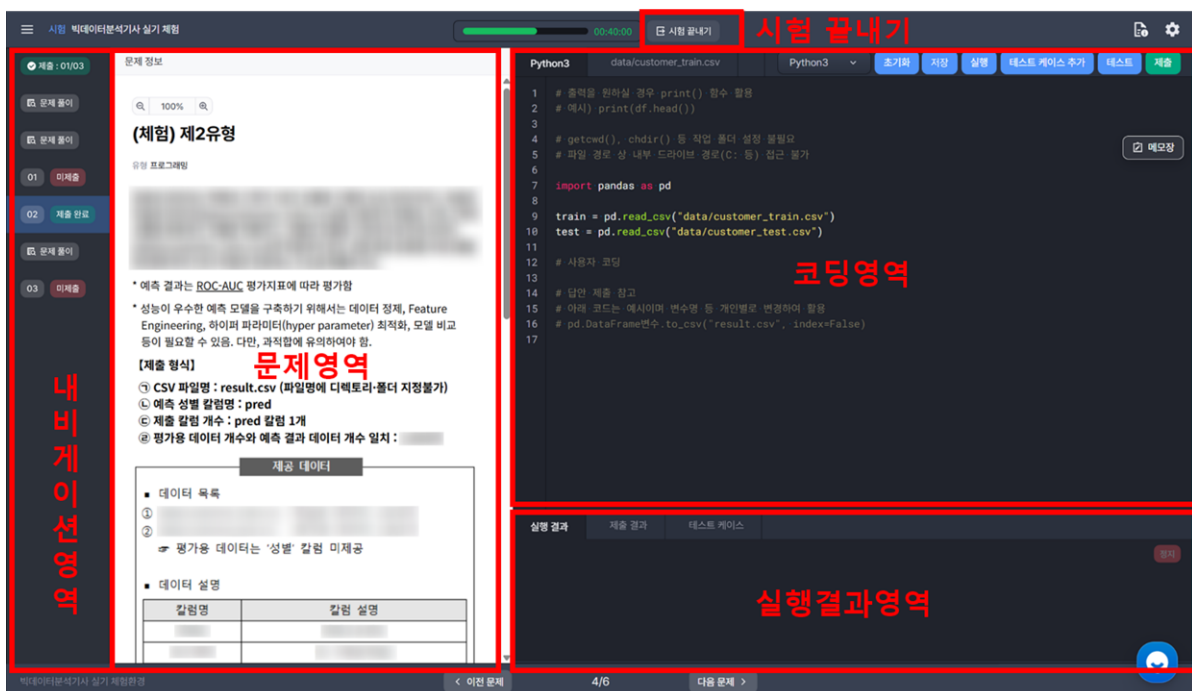 시험 빅데이터분석기사 실기 체험
00:40:00
시험 끝내기
시험 끝내기
제출 : 01/03
문제 풀이
문제 풀이
01 미제출
02 제출 완료
문제 풀이
03 미제출
내비게이션영역
문제 정보
100%
(체험) 제2유형
유형 프로그래밍
* 예측 결과는 ROC-AUC 평가지표에 따라 평가함
* 성능이 우수한 예측 모델을 구축하기 위해서는 데이터 정제, Feature
Engineering, 하이퍼 파라미터(hyper parameter) 최적화, 모델 비교
등이 필요할 수 있음. 다만, 과적합에 유의하여야 함.
【제출 형식】
문제영역
㉠ CSV 파일명 : result.csv (파일명에 디렉토리·폴더 지정불가)
㉡ 예측 성별 칼럼명 : pred
㉢ 제출 칼럼 개수 : pred 칼럼 1개
㉣ 평가용 데이터 개수와 예측 결과 데이터 개수 일치 :
제공 데이터
▪ 데이터 목록
①
②
☞ 평가용 데이터는 '성별' 칼럼 미제공
▪ 데이터 설명
칼럼명 칼럼 설명
Python3 data/customer_train.csv Python3 초기화 저장 실행 테스트 케이스 추가 테스트 제출
1 # 출력을 원하실 경우 print() 함수 활용
2 # 예시) print(df.head())
3
4 # getcwd(), chdir() 등 작업 폴더 설정 불필요
5 # 파일 경로 상 내부 드라이브 경로(C: 등) 접근 불가
6
7 import pandas as pd
8
9 train = pd.read_csv("data/customer_train.csv")
10 test = pd.read_csv("data/customer_test.csv")
11
12 # 사용자 코딩
13
14 # 답안 제출 참고
15 # 아래 코드는 예시이며 변수명 등 개인별로 변경하여 활용
16 # pd.DataFrame변수.to_csv("result.csv", index=False)
17
메모장
코딩영역
실행 결과 제출 결과 테스트 케이스
정지
실행결과영역
빅데이터분석기사 실기 체험환경
< 이전 문제 4/6 다음 문제 >